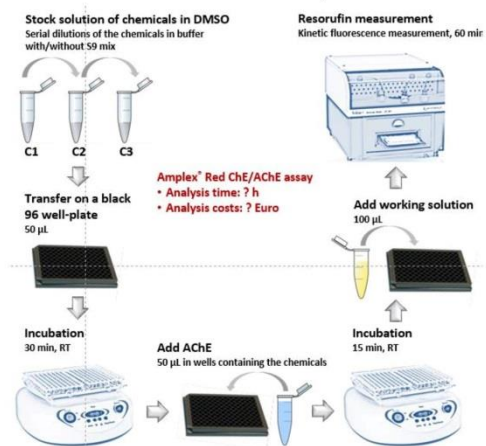 Stock solution of chemicals in DMSO
Serial dilutions of the chemicals in buffer
with/without S9 mix
C1 C2 C3
Transfer on a black
96 well-plate
50 µL
Incubation
30 min, RT
Add AChE
50 µL in wells containing the chemicals
Incubation
15 min, RT
Add working solution
100 µL
Resorufin measurement
Kinetic fluorescence measurement, 60 min
Amplex® Red ChE/AChE assay
• Analysis time: ? h
• Analysis costs: ? Euro